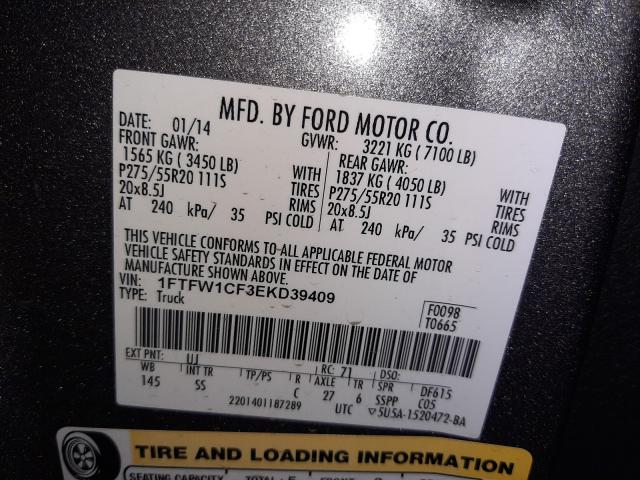 MFD. BY FORD MOTOR CO.
DATE: 01/14 GVWR: 3221 KG ( 7100 LB)
FRONT GAWR: REAR GAWR:
1565 KG ( 3450 LB) WITH 1837 KG ( 4050 LB) WITH
P275/55R20 111S TIRES P275/55R20 111S TIRES
20x8.5J RIMS 20x8.5J RIMS
AT 240 kPa/ 35 PSI COLD AT 240 kPa/ 35 PSI COLD
THIS VEHICLE CONFORMS TO ALL APPLICABLE FEDERAL MOTOR
VEHICLE SAFETY STANDARDS IN EFFECT ON THE DATE OF
MANUFACTURE SHOWN ABOVE.
VIN: 1FTFW1CF3EKD39409
TYPE: Truck
F0098
T0665
EXT PNT: UJ RC: 71 DSO:
WB INT TR TP/PS R AXLE TR SPR DF615
145 SS C 27 6 SSPP C05
2201401187289 UTC ▽5U5A-1520472-BA
TIRE AND LOADING INFORMATION
SEATING CAPACITY